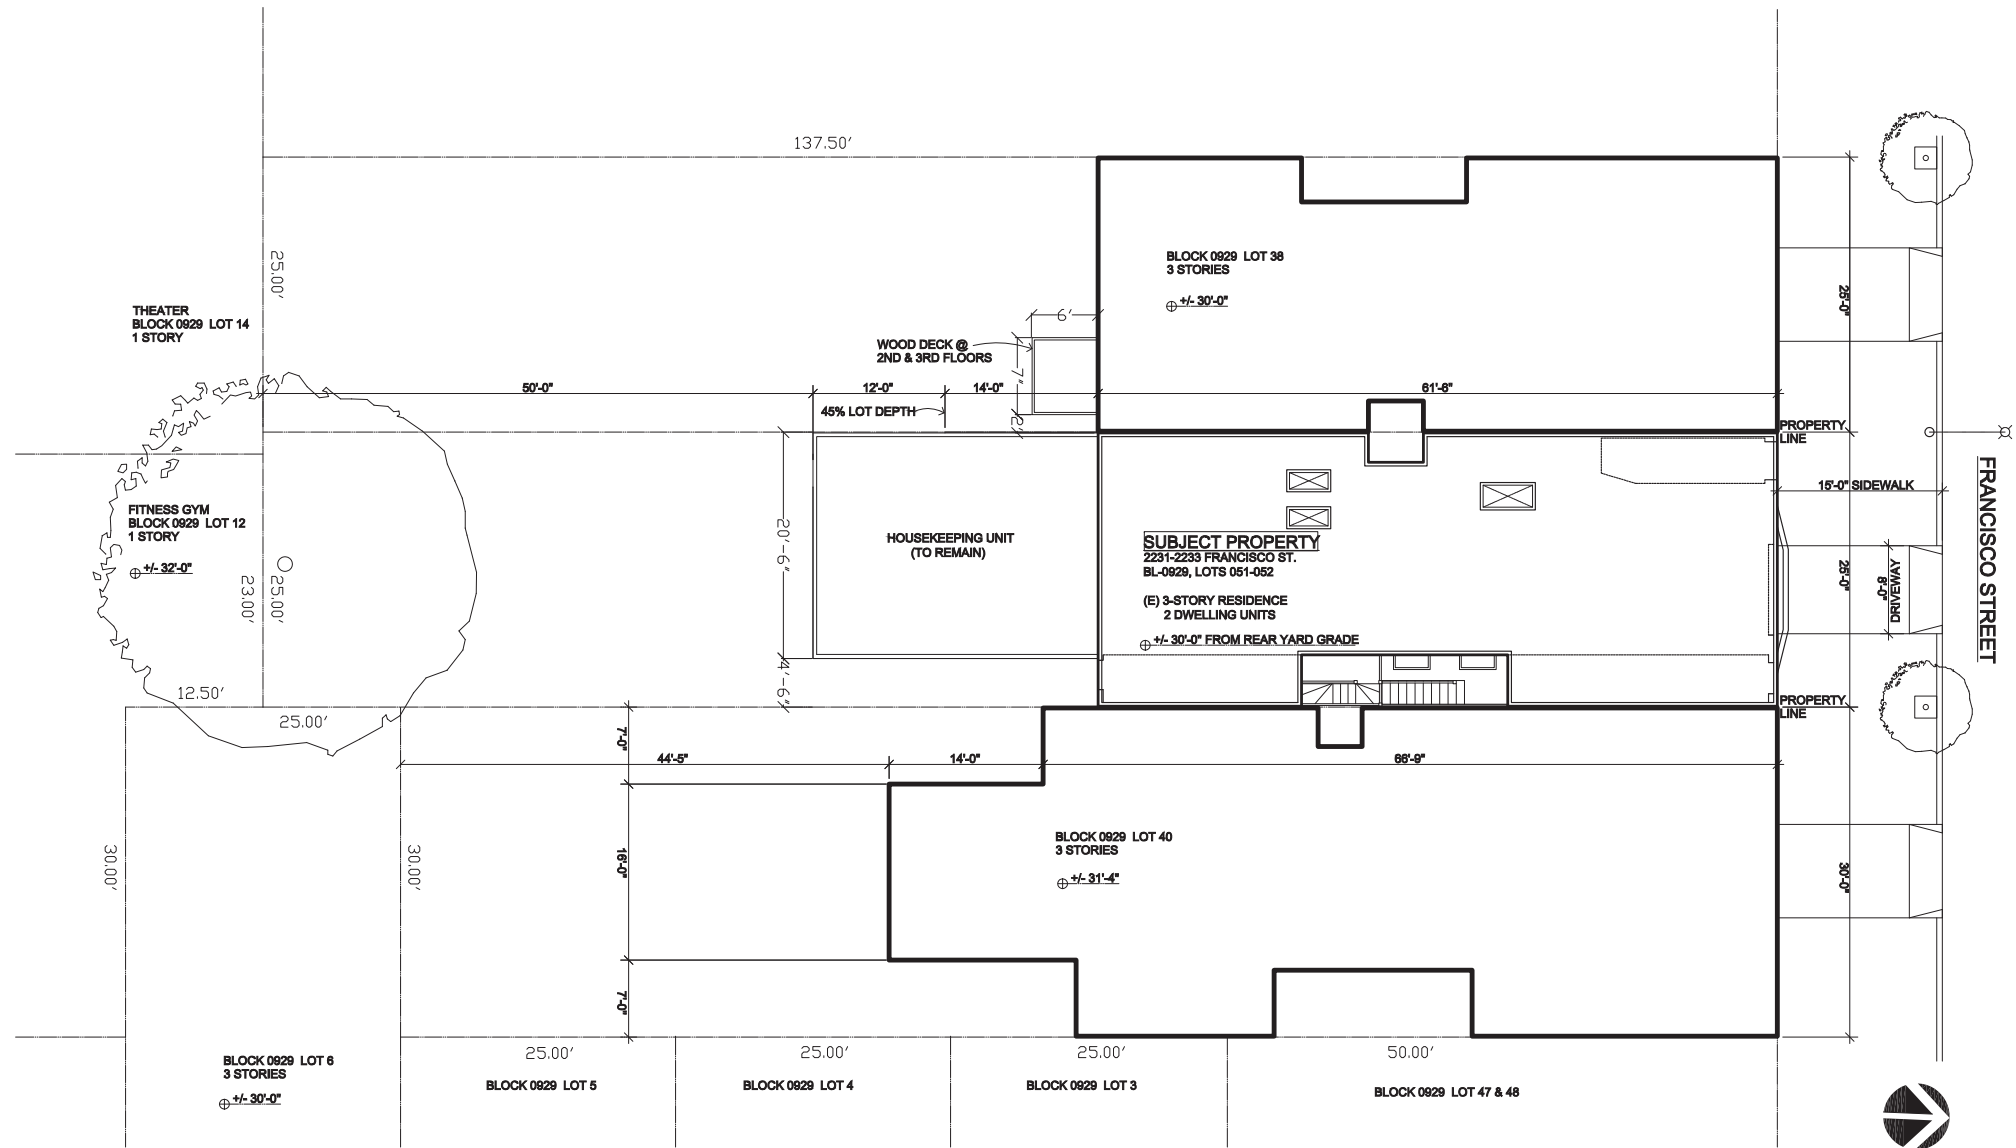 137.50'
25.00'
BLOCK 0929 LOT 38
3 STORIES
+/- 30'-0"
25'-0"
THEATER
BLOCK 0929 LOT 14
1 STORY
6'
WOOD DECK @
2ND & 3RD FLOORS
7"
2'
50'-0"
12'-0"
14'-0"
61'-6"
45% LOT DEPTH
PROPERTY
LINE
15'-0" SIDEWALK
FRANCISCO STREET
FITNESS GYM
BLOCK 0929 LOT 12
1 STORY
+/- 32'-0"
23.00'
25.00'
20'-6"
4'-6"
HOUSEKEEPING UNIT
(TO REMAIN)
SUBJECT PROPERTY
2231-2233 FRANCISCO ST.
BL-0929, LOTS 051-052
(E) 3-STORY RESIDENCE
2 DWELLING UNITS
+/- 30'-0" FROM REAR YARD GRADE
25'-0"
8'-0"
DRIVEWAY
12.50'
25.00'
PROPERTY
LINE
7'-0"
44'-5"
14'-0"
66'-9"
30.00'
30.00'
16'-0"
BLOCK 0929 LOT 40
3 STORIES
+/- 31'-4"
30'-0"
7'-0"
25.00'
25.00'
25.00'
50.00'
BLOCK 0929 LOT 6
3 STORIES
+/- 30'-0"
BLOCK 0929 LOT 5
BLOCK 0929 LOT 4
BLOCK 0929 LOT 3
BLOCK 0929 LOT 47 & 48